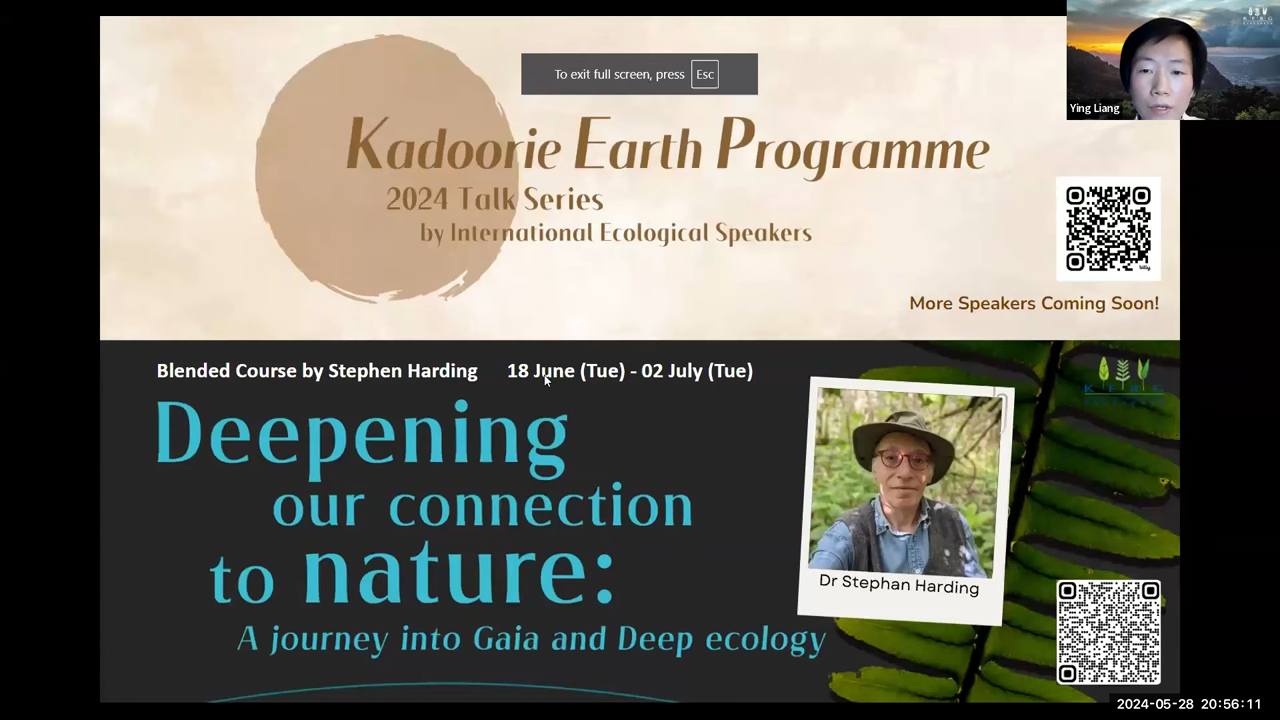 To exit full screen, press Esc
Ying Liang
Kadoorie Earth Programme
2024 Talk Series
by International Ecological Speakers
More Speakers Coming Soon!
Blended Course by Stephen Harding 18 June (Tue) - 02 July (Tue)
KFBG
Deepening
our connection
to nature:
A journey into Gaia and Deep ecology
Dr Stephan Harding
2024-05-28 20:56:11